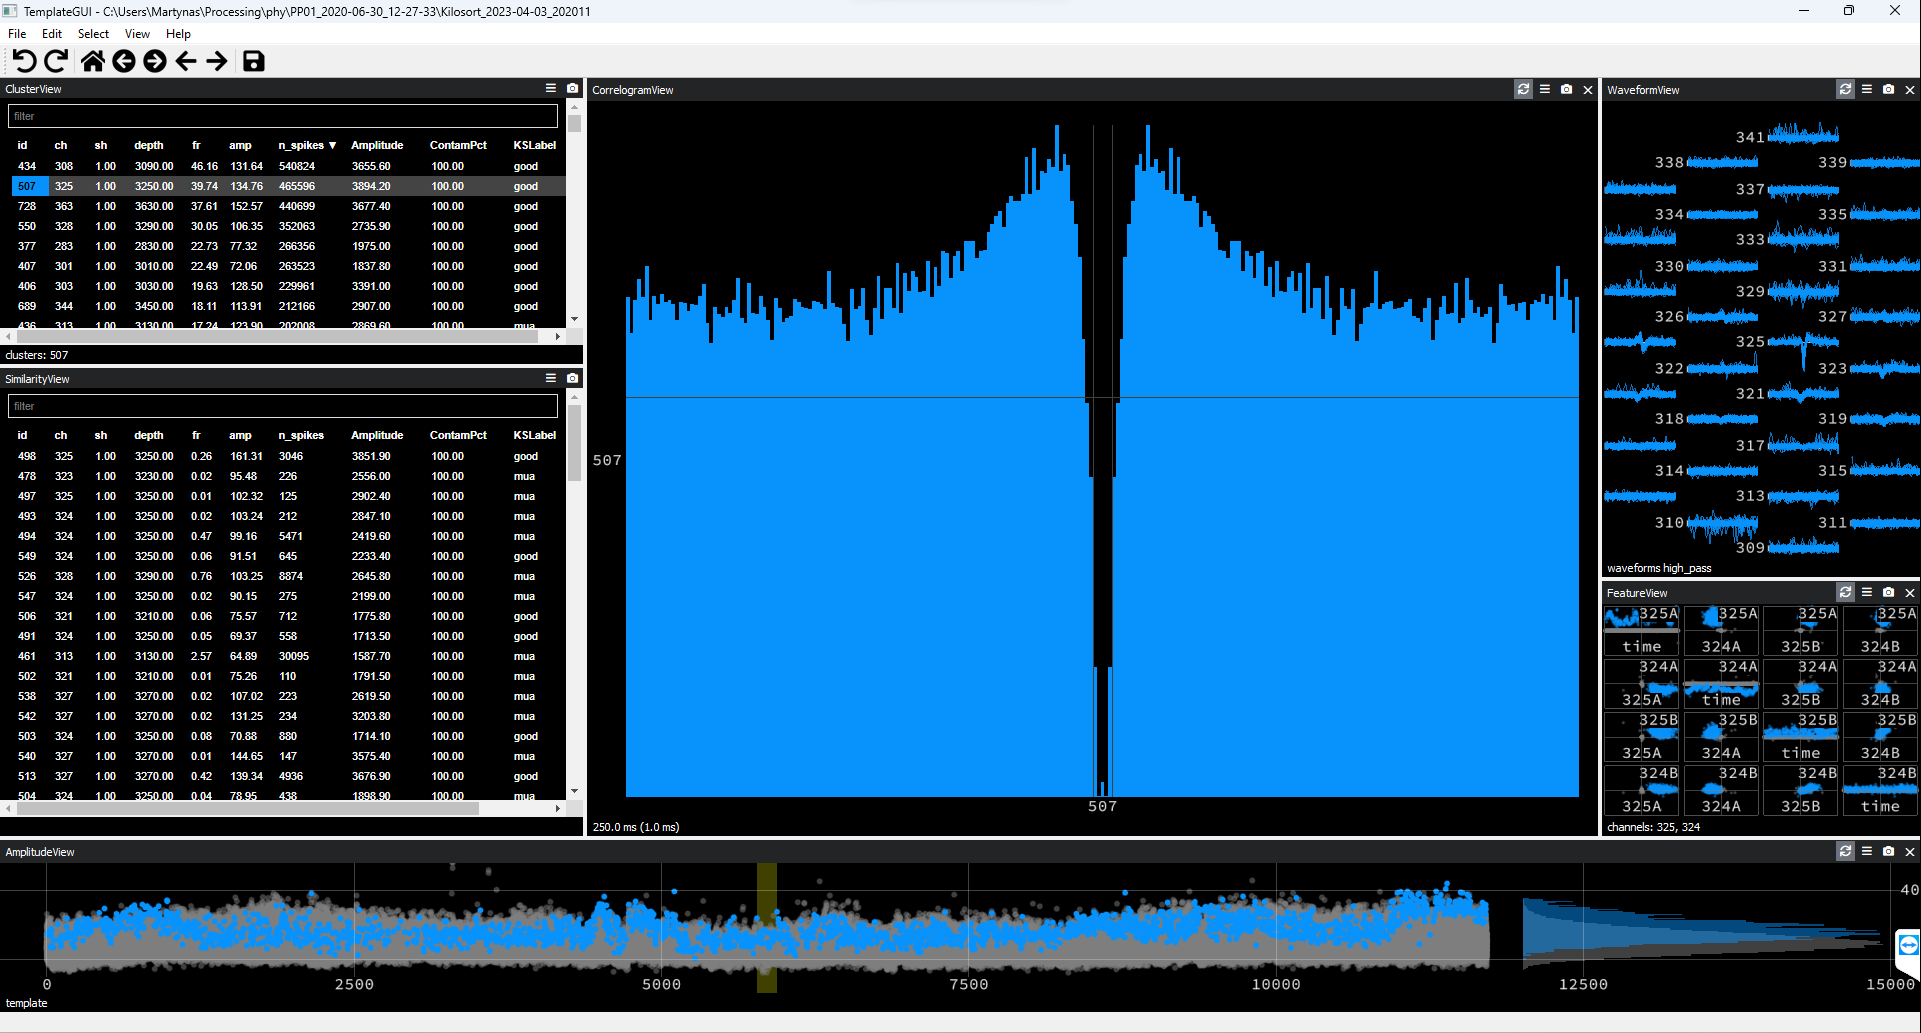 TemplateGUI - C:\Users\Martynas\Processing\phy\PP01_2020-06-30_12-27-33\Kilosort_2023-04-03_202011
File Edit Select View Help
ClusterView
filter
id ch sh depth fr amp n_spikes ▼ Amplitude ContamPct KSLabel
434 308 1.00 3090.00 46.16 131.64 540824 3655.60 100.00 good
507 325 1.00 3250.00 39.74 134.76 465596 3894.20 100.00 good
728 363 1.00 3630.00 37.61 152.57 440699 3677.40 100.00 good
550 328 1.00 3290.00 30.05 106.35 352063 2735.90 100.00 good
377 283 1.00 2830.00 22.73 77.32 266356 1975.00 100.00 good
407 301 1.00 3010.00 22.49 72.06 263523 1837.80 100.00 good
406 303 1.00 3030.00 19.63 128.50 229961 3391.00 100.00 good
689 344 1.00 3450.00 18.11 113.91 212166 2907.00 100.00 good
436 313 1.00 3130.00 17.24 123.90 202008 2869.60 100.00 mua
clusters: 507
SimilarityView
filter
id ch sh depth fr amp n_spikes Amplitude ContamPct KSLabel
498 325 1.00 3250.00 0.26 161.31 3046 3851.90 100.00 good
478 323 1.00 3230.00 0.02 95.48 226 2556.00 100.00 mua
497 325 1.00 3250.00 0.01 102.32 125 2902.40 100.00 mua
493 324 1.00 3250.00 0.02 103.24 212 2847.10 100.00 mua
494 324 1.00 3250.00 0.47 99.16 5471 2419.60 100.00 mua
549 324 1.00 3250.00 0.06 91.51 645 2233.40 100.00 good
526 328 1.00 3290.00 0.76 103.25 8874 2645.80 100.00 mua
547 324 1.00 3250.00 0.02 90.15 275 2199.00 100.00 mua
506 321 1.00 3210.00 0.06 75.57 712 1775.80 100.00 good
491 324 1.00 3250.00 0.05 69.37 558 1713.50 100.00 good
461 313 1.00 3130.00 2.57 64.89 30095 1587.70 100.00 mua
502 321 1.00 3210.00 0.01 75.26 110 1791.50 100.00 mua
538 327 1.00 3270.00 0.02 107.02 223 2619.50 100.00 mua
542 327 1.00 3270.00 0.02 131.25 234 3203.80 100.00 mua
503 324 1.00 3250.00 0.08 70.88 880 1714.10 100.00 good
540 327 1.00 3270.00 0.01 144.65 147 3575.40 100.00 mua
513 327 1.00 3270.00 0.42 139.34 4936 3676.90 100.00 good
504 324 1.00 3250.00 0.04 78.95 438 1898.90 100.00 mua
CorrelogramView
507
507
250.0 ms (1.0 ms)
WaveformView
341
338 339
337
334 335
333
330 331
329
326 327
325
322 323
321
318 319
317
314 315
313
310 311
309
waveforms high_pass
FeatureView
325A 325A 325A 325A
time 324A 325B 324B
324A 324A 324A 324A
325A time 325B 324B
325B 325B 325B 325B
325A 324A time 324B
324B 324B 324B 324B
325A 324A 325B time
channels: 325, 324
AmplitudeView
40
0 2500 5000 7500 10000 12500 15000
template